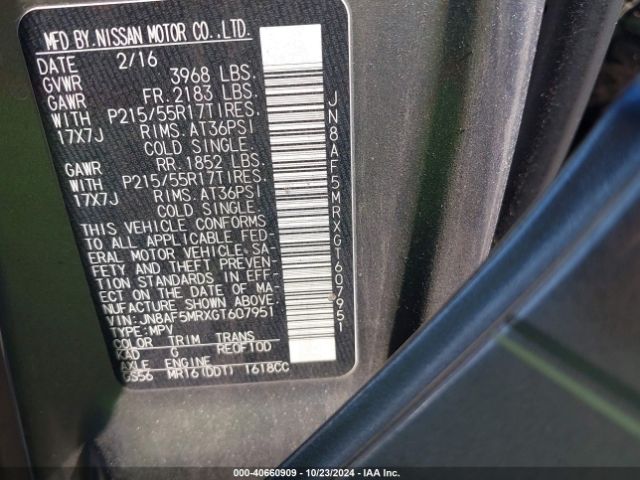 MFD BY.NISSAN MOTOR CO.,LTD.
DATE 2/16
GVWR 3968 LBS.
GAWR FR.2183 LBS.
WITH P215/55R17TIRES.
17X7J RIMS.AT36PSI
COLD SINGLE.
GAWR RR.1852 LBS.
WITH P215/55R17TIRES.
17X7J RIMS.AT36PSI
COLD SINGLE.
THIS VEHICLE CONFORMS
TO ALL APPLICABLE FED
ERAL MOTOR VEHICLE SA-
FETY AND THEFT PREVEN-
TION STANDARDS IN EFF-
ECT ON THE DATE OF MA-
NUFACTURE SHOWN ABOVE.
VIN:JN8AF5MRXGT607951
TYPE:MPV
COLOR TRIM TRANS
KAD G RE0F10D
AXLE ENGINE
GS56 MR16(DDT) 1618CC
JN8AF5MRXGT607951
000-40660909 | 10/23/2024 | IAA Inc.